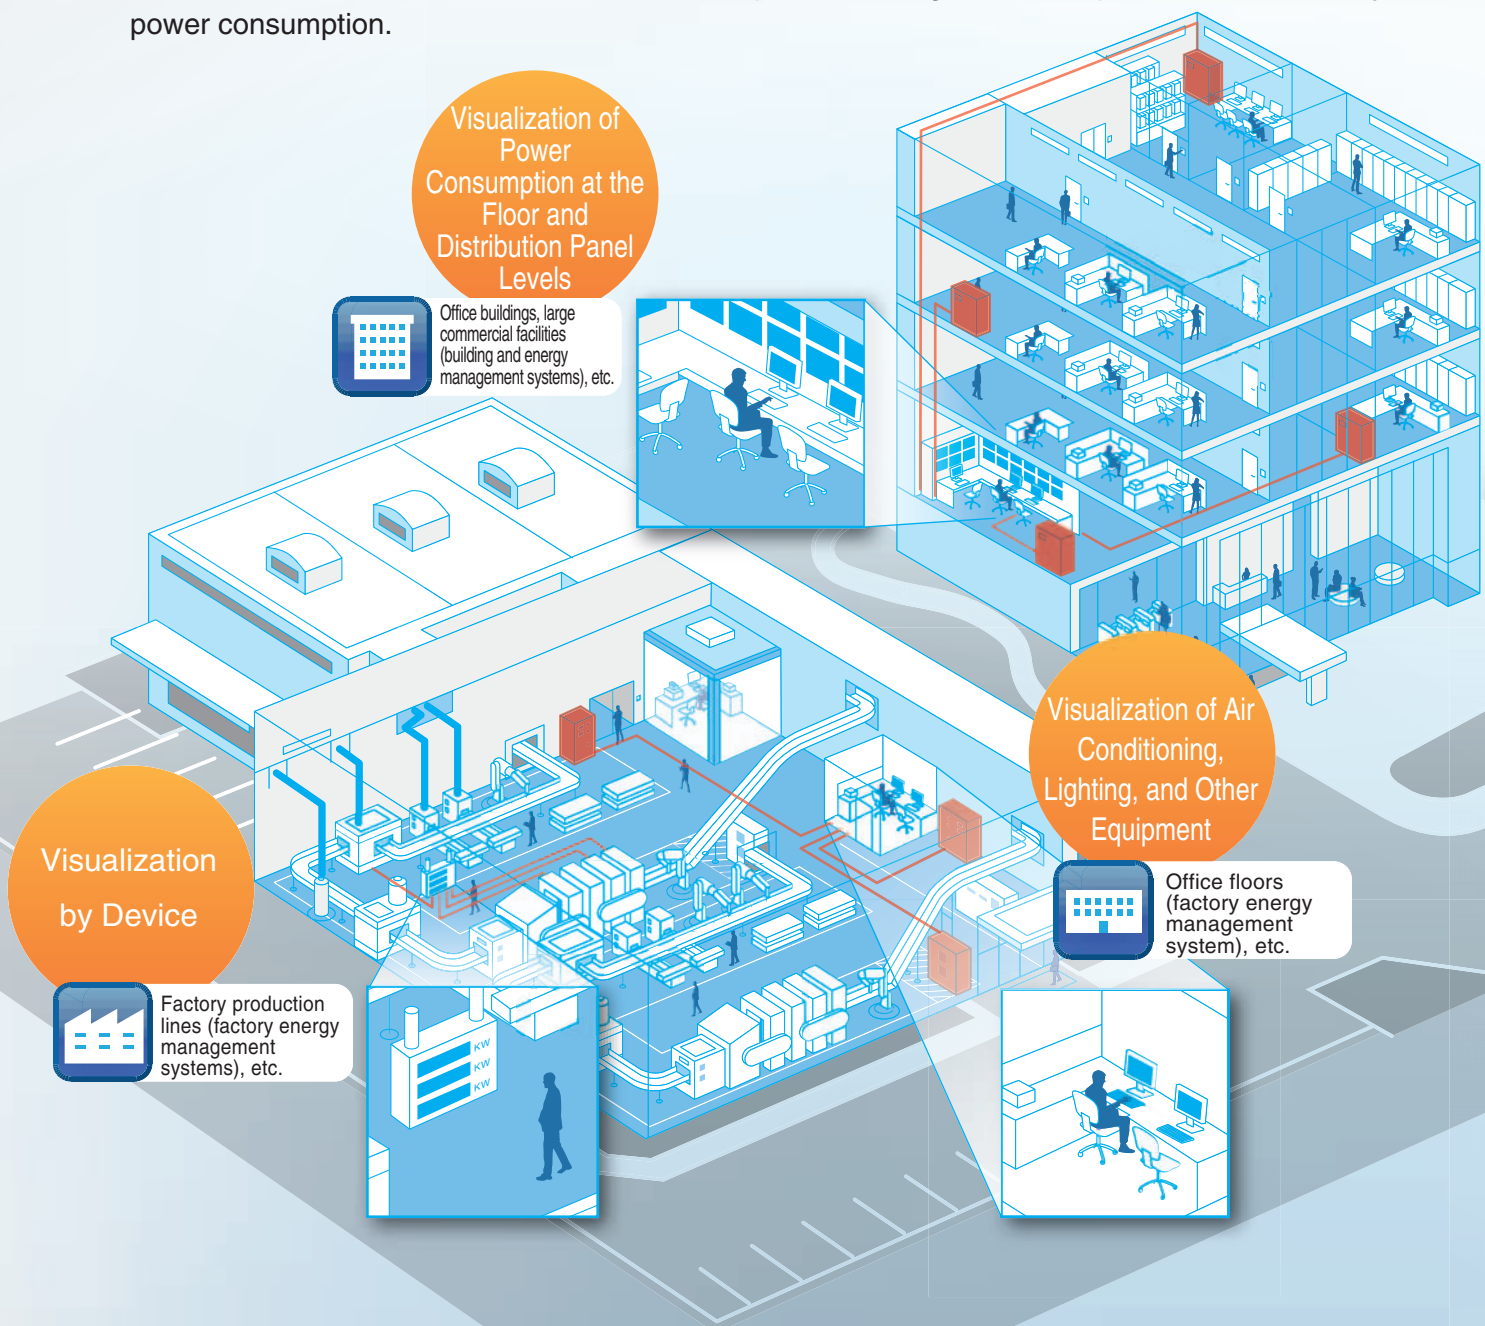 power consumption.
Visualization of
Power
Consumption at the
Floor and
Distribution Panel
Levels
Office buildings, large
commercial facilities
(building and energy
management systems), etc.
Visualization of Air
Conditioning,
Lighting, and Other
Equipment
Office floors
(factory energy
management
system), etc.
Visualization
by Device
Factory production
lines (factory energy
management
systems), etc.
KW
KW
KW